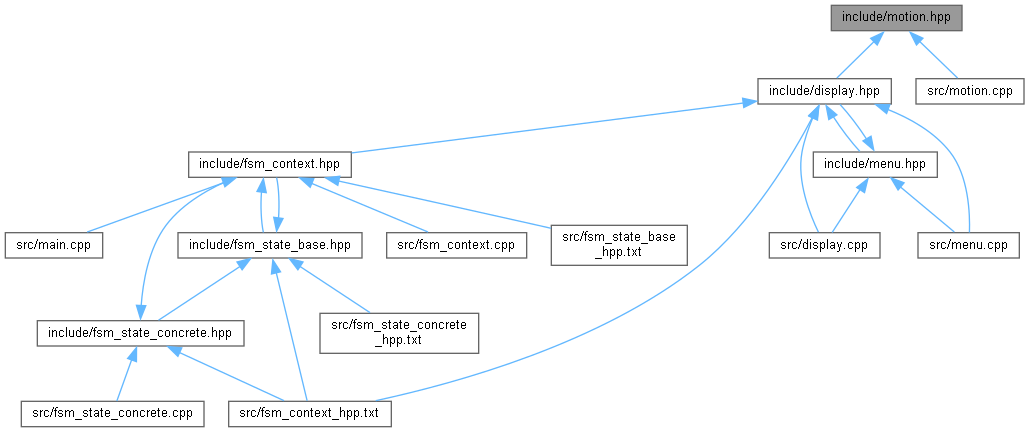 include/motion.hpp
include/display.hpp
src/motion.cpp
include/fsm_context.hpp
include/menu.hpp
src/main.cpp
include/fsm_state_base.hpp
src/fsm_context.cpp
src/fsm_state_base
_hpp.txt
src/display.cpp
src/menu.cpp
include/fsm_state_concrete.hpp
src/fsm_state_concrete
_hpp.txt
src/fsm_state_concrete.cpp
src/fsm_context_hpp.txt